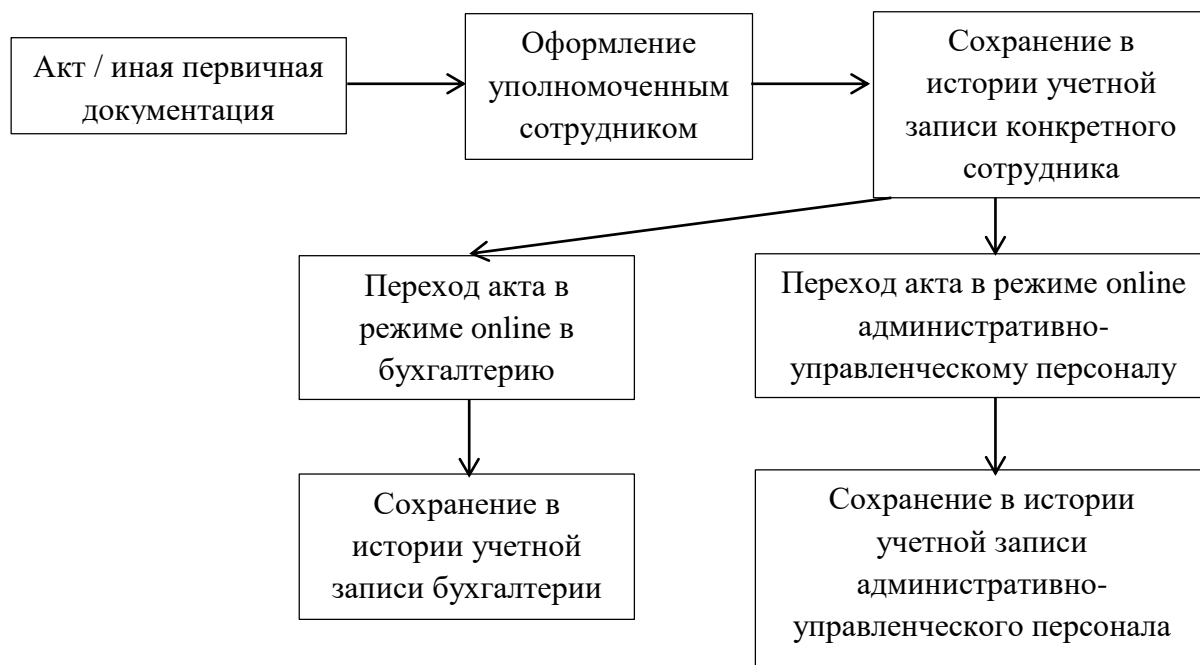 Акт / иная первичная
документация
Оформление
уполномоченным
сотрудником
Сохранение в
истории учетной
записи конкретного
сотрудника
Переход акта в
режиме online в
бухгалтерию
Переход акта в режиме online
административно-
управленческому персоналу
Сохранение в
истории учетной
записи бухгалтерии
Сохранение в истории
учетной записи
административно-
управленческого персонала